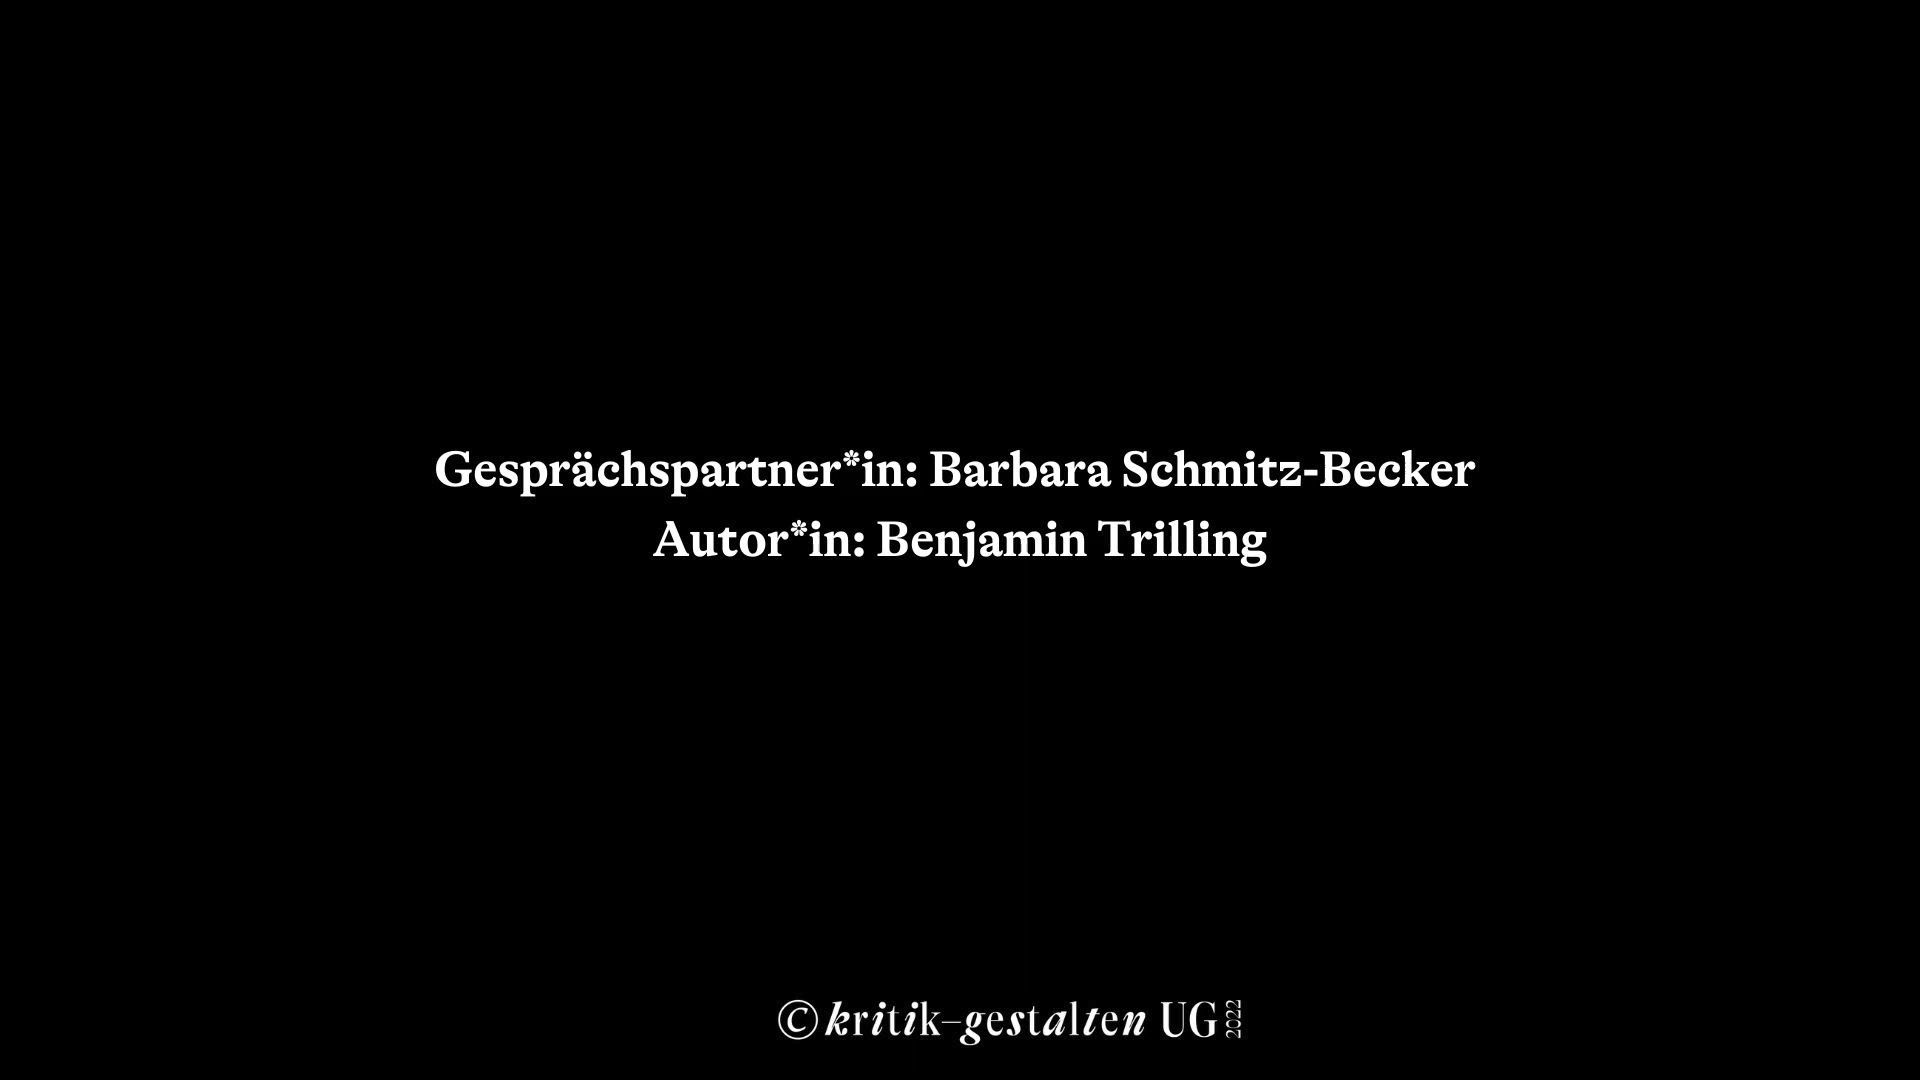 Gesprächspartner*in: Barbara Schmitz-Becker
Autor*in: Benjamin Trilling
©kritik–gestalten UG 2022